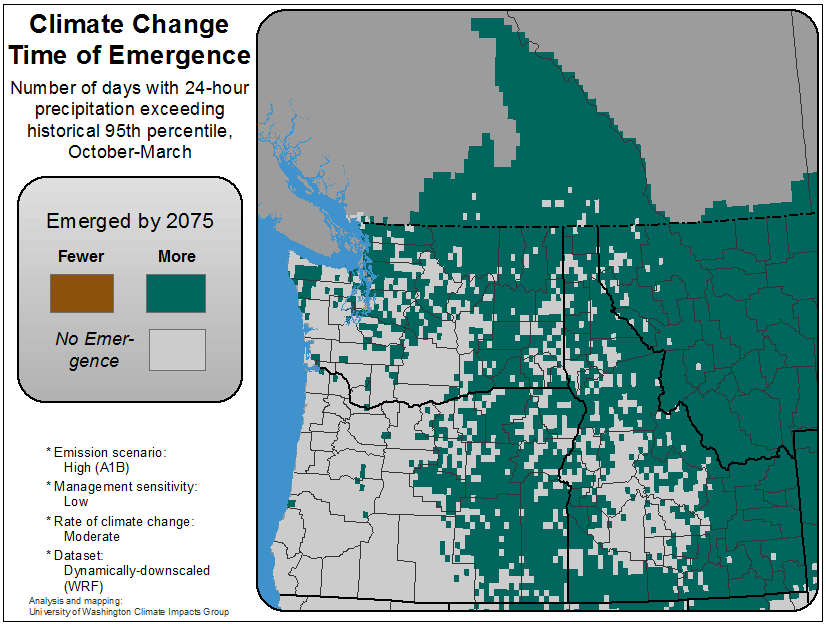 Climate Change
Time of Emergence
Number of days with 24-hour
precipitation exceeding
historical 95th percentile,
October-March
Emerged by 2075
Fewer More
No Emer-
gence
* Emission scenario:
High (A1B)
* Management sensitivity:
Low
* Rate of climate change:
Moderate
* Dataset:
Dynamically-downscaled
(WRF)
Analysis and mapping:
University of Washington Climate Impacts Group